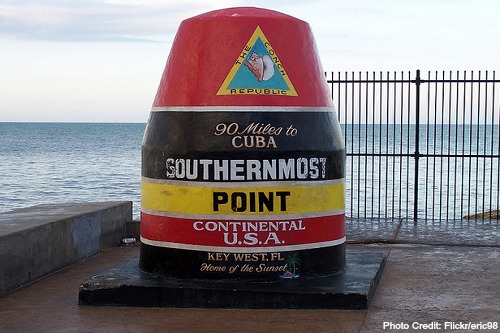 THE CONCH
REPUBLIC
90 Miles to
CUBA
SOUTHERNMOST
POINT
CONTINENTAL
U.S.A.
KEY WEST, FL
Home of the Sunset
Photo Credit: Flickr/eric98